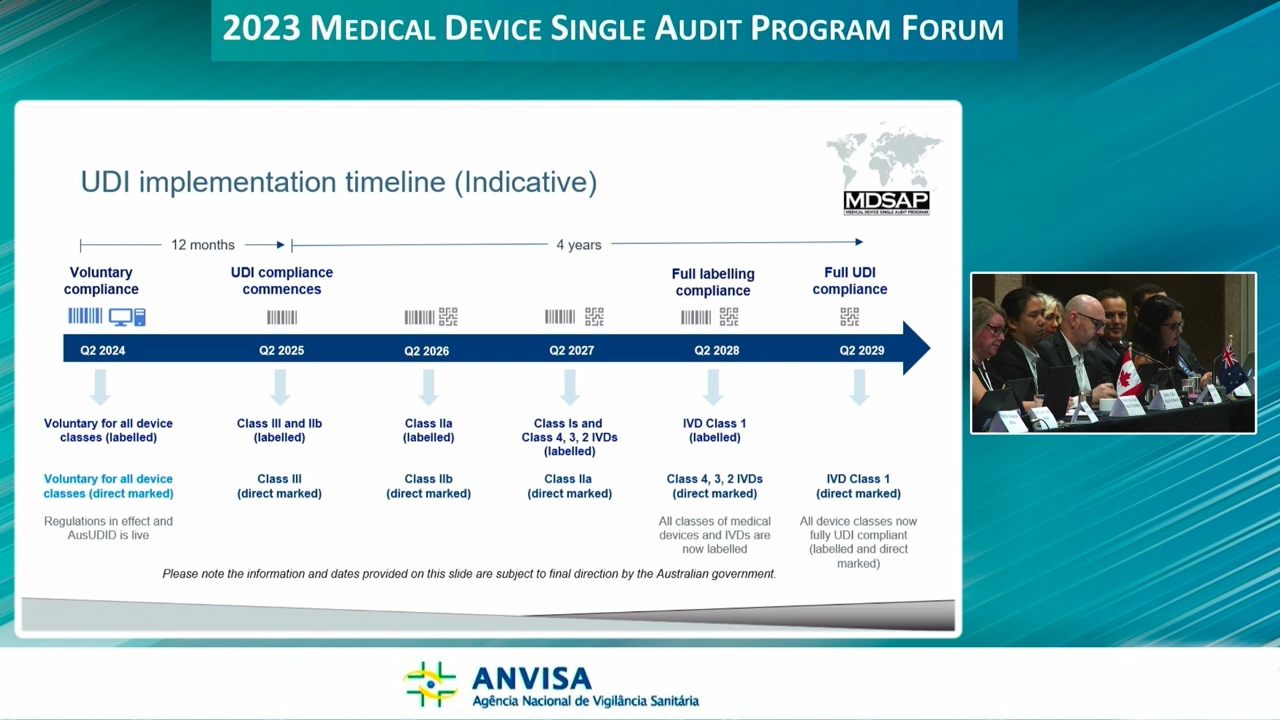 2023 MEDICAL DEVICE SINGLE AUDIT PROGRAM FORUM
UDI implementation timeline (Indicative)
MDSAP
MEDICAL DEVICE SINGLE AUDIT PROGRAM
12 months
4 years
Voluntary
compliance
UDI compliance
commences
Full labelling
compliance
Full UDI
compliance
Q2 2024
Q2 2025
Q2 2026
Q2 2027
Q2 2028
Q2 2029
Voluntary for all device
classes (labelled)
Class III and IIb
(labelled)
Class IIa
(labelled)
Class Is and
Class 4, 3, 2 IVDs
(labelled)
IVD Class 1
(labelled)
Voluntary for all device
classes (direct marked)
Class III
(direct marked)
Class IIb
(direct marked)
Class IIa
(direct marked)
Class 4, 3, 2 IVDs
(direct marked)
IVD Class 1
(direct marked)
Regulations in effect and
AusUDID is live
All classes of medical
devices and IVDs are
now labelled
All device classes now
fully UDI compliant
(labelled and direct
marked)
Please note the information and dates provided on this slide are subject to final direction by the Australian government.
ANVISA
Agência Nacional de Vigilância Sanitária